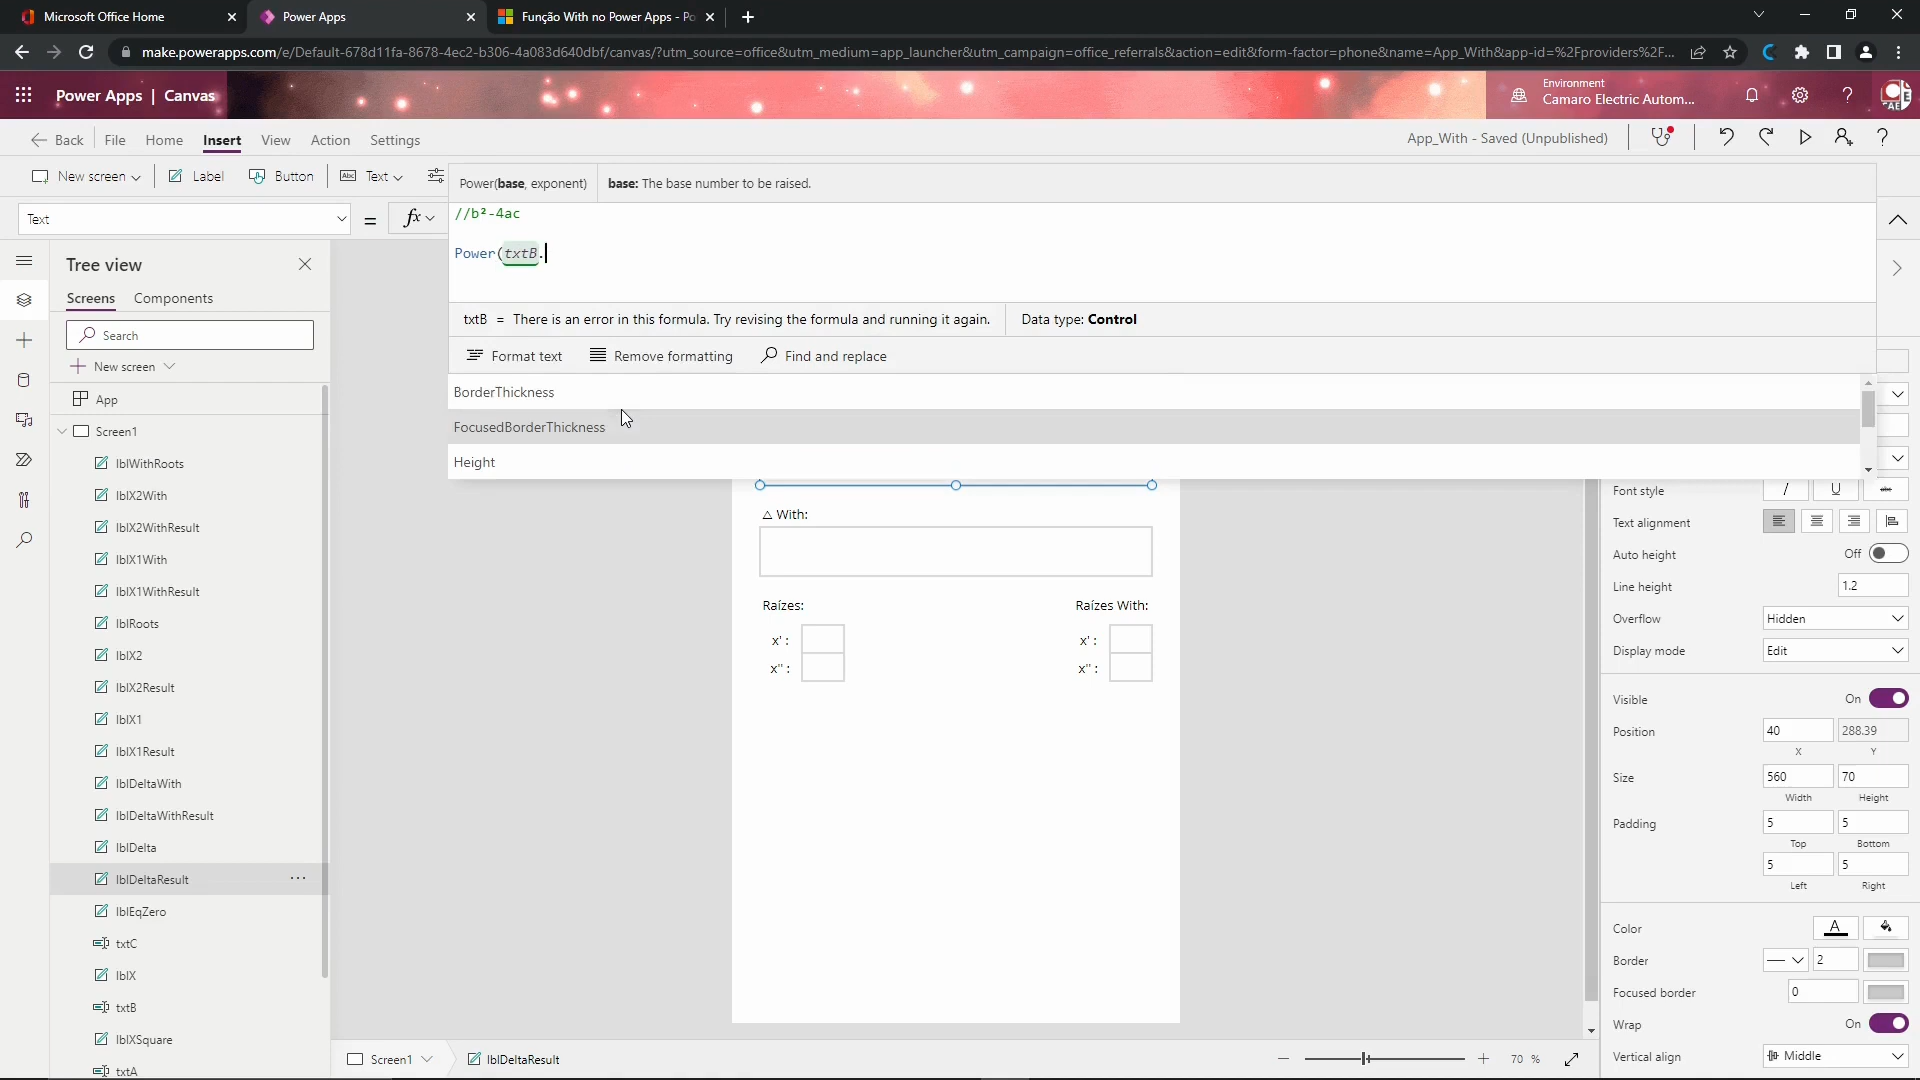 Microsoft Office Home
Power Apps
Função With no Power Apps - Po
make.powerapps.com/e/Default-678d11fa-8678-4ec2-b306-4a083d640dbf/canvas/?utm_source=office&utm_medium=app_launcher&utm_campaign=office_referrals&action=edit&form-factor=phone&name=App_With&app-id=%2Fproviders%2F...
Power Apps | Canvas
Environment
Camaro Electric Autom...
Back
File
Home
Insert
View
Action
Settings
App_With - Saved (Unpublished)
New screen
Label
Button
Abc
Text
Power(base, exponent)
base: The base number to be raised.
Text
=
fx
//b²-4ac
Power(txtB.
txtB = There is an error in this formula. Try revising the formula and running it again.
Data type: Control
Format text
Remove formatting
Find and replace
BorderThickness
FocusedBorderThickness
Height
Tree view
Screens
Components
Search
New screen
App
Screen1
lblWithRoots
lblX2With
lblX2WithResult
lblX1With
lblX1WithResult
lblRoots
lblX2
lblX2Result
lblX1
lblX1Result
lblDeltaWith
lblDeltaWithResult
lblDelta
lblDeltaResult
...
lblEqZero
txtC
lblX
txtB
lblXSquare
txtA
△ With:
Raízes:
x' :
x'' :
Raízes With:
x' :
x'' :
Font style
Text alignment
Auto height
Off
Line height
1.2
Overflow
Hidden
Display mode
Edit
Visible
On
Position
40
288.39
X
Y
Size
560
70
Width
Height
Padding
5
5
Top
Bottom
5
5
Left
Right
Color
A
Border
2
Focused border
0
Wrap
On
Vertical align
Middle
Screen1
lblDeltaResult
70 %